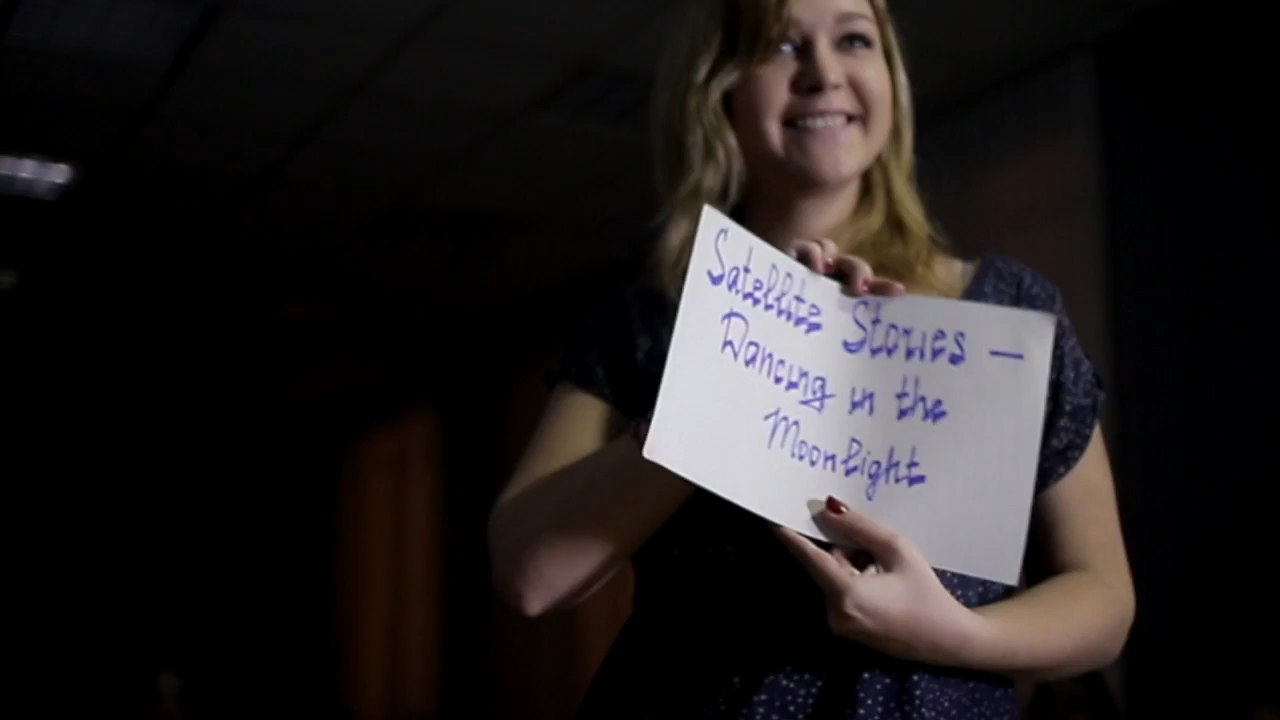 Satellite Stories —
Dancing in the
Moonlight